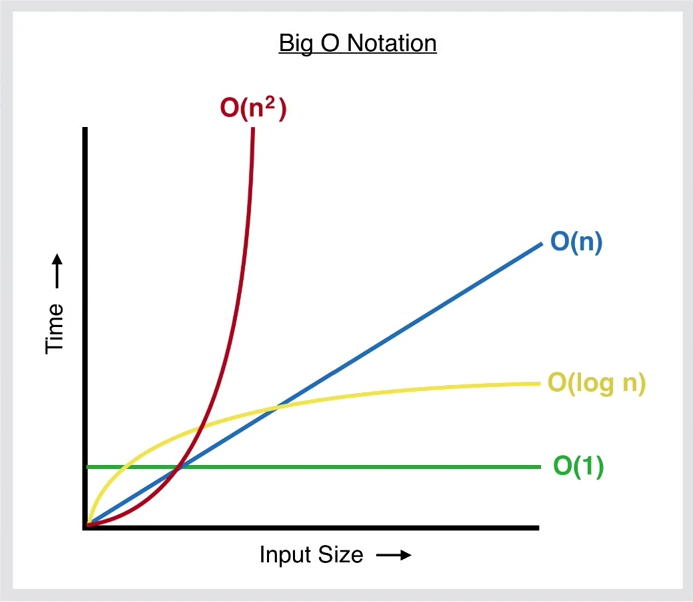 Big O Notation
O(n²)
O(n)
Time →
O(log n)
O(1)
Input Size →